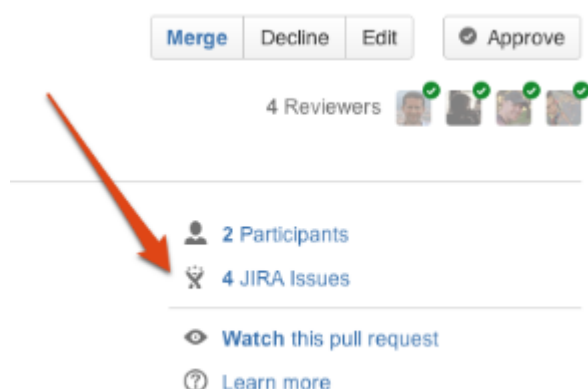 Merge Decline Edit Approve
4 Reviewers
2 Participants
4 JIRA Issues
Watch this pull request
Learn more